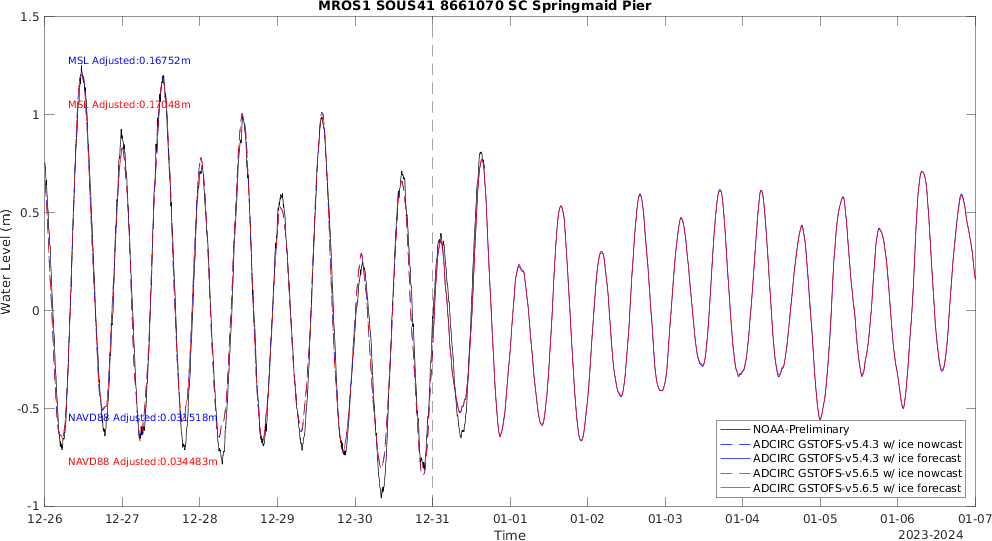 MROS1 SOUS41 8661070 SC Springmaid Pier
1.5
1
0.5
0
-0.5
-1
Water Level (m)
MSL Adjusted:0.16752m
MSL Adjusted:0.17048m
NAVD88 Adjusted:0.031518m
NAVD88 Adjusted:0.034483m
NOAA-Preliminary
ADCIRC GSTOFS-v5.4.3 w/ ice nowcast
ADCIRC GSTOFS-v5.4.3 w/ ice forecast
ADCIRC GSTOFS-v5.6.5 w/ ice nowcast
ADCIRC GSTOFS-v5.6.5 w/ ice forecast
12-26 12-27 12-28 12-29 12-30 12-31 01-01 01-02 01-03 01-04 01-05 01-06 01-07
Time
2023-2024